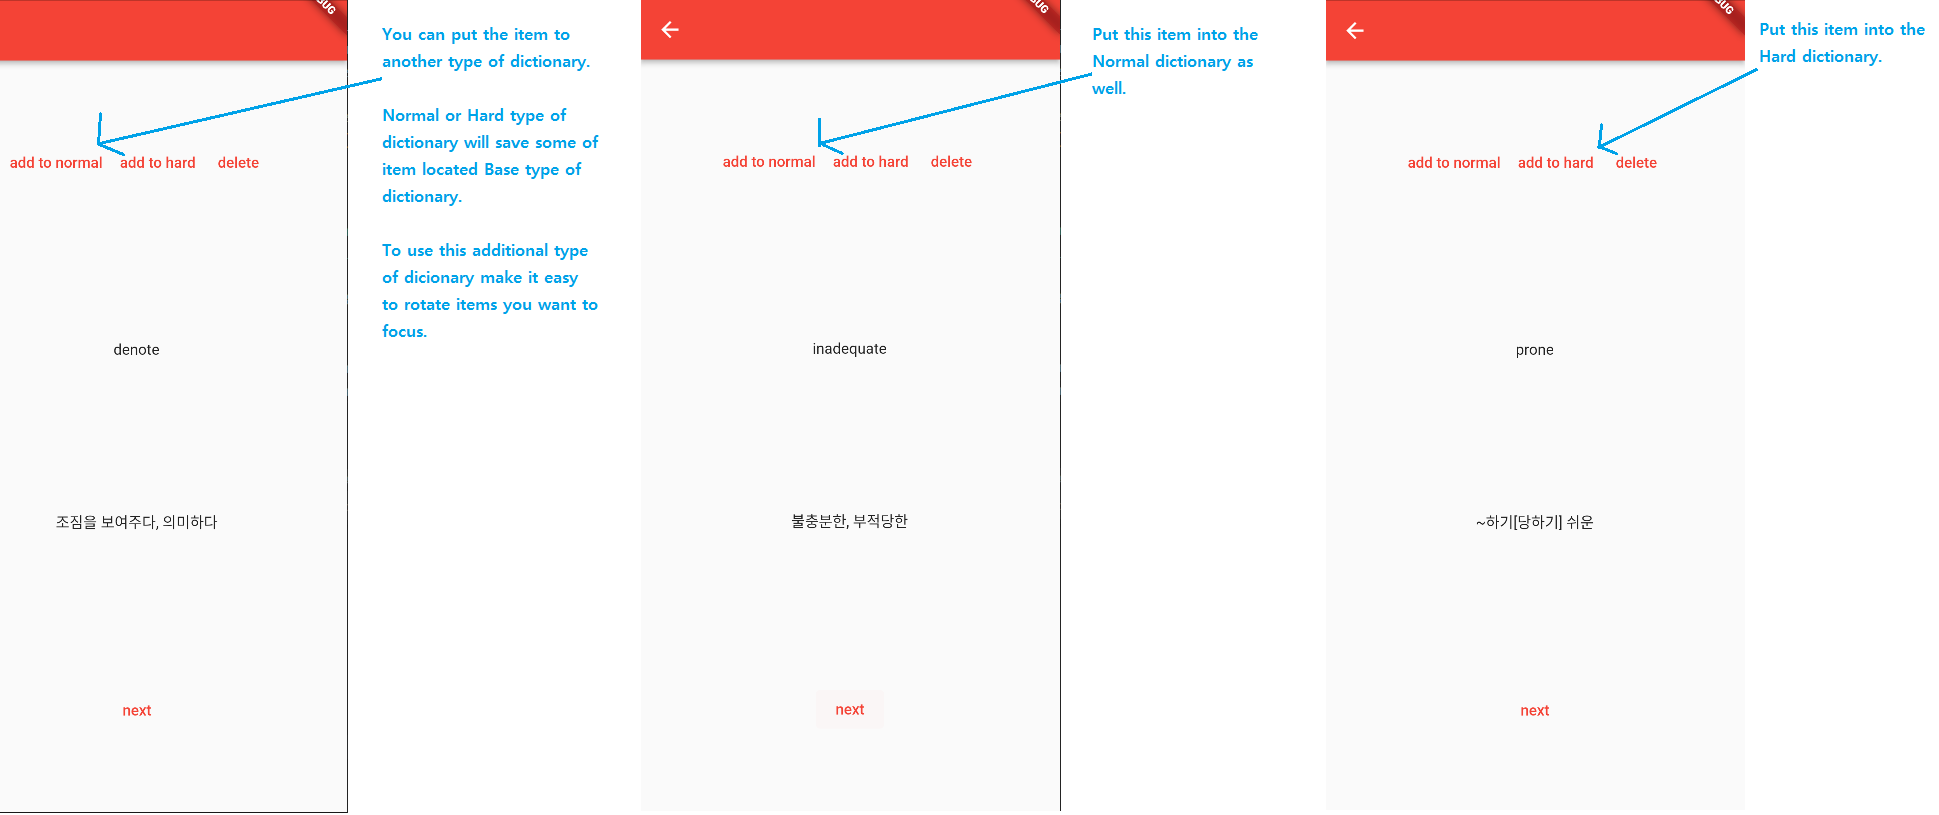 BUG
You can put the item to
another type of dictionary.
Normal or Hard type of
dictionary will save some of
item located Base type of
dictionary.
To use this additional type
of dicionary make it easy
to rotate items you want to
focus.
add to normal add to hard delete
denote
조짐을 보여주다, 의미하다
next
BUG
Put this item into the
Normal dictionary as
well.
add to normal add to hard delete
inadequate
불충분한, 부적당한
next
BUG
Put this item into the
Hard dictionary.
add to normal add to hard delete
prone
~하기[당하기] 쉬운
next